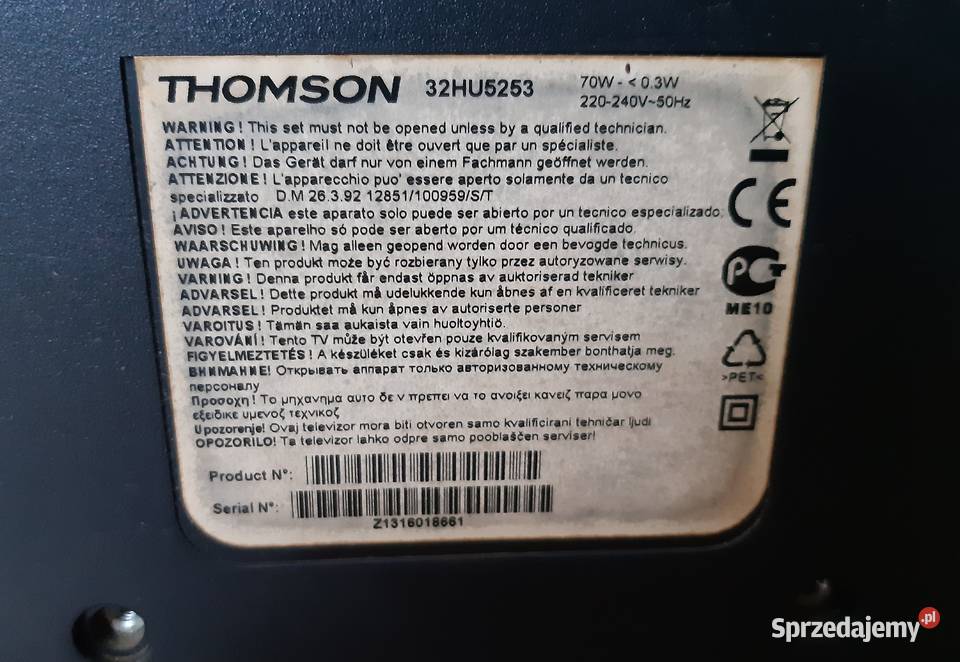 THOMSON 32HU5253 70W - < 0.3W
220-240V~50Hz
WARNING! This set must not be opened unless by a qualified technician.
ATTENTION! L'appareil ne doit être ouvert que par un spécialiste.
ACHTUNG! Das Gerät darf nur von einem Fachmann geöffnet werden.
ATTENZIONE! L'apparecchio puo' essere aperto solamente da un tecnico
specializzato D.M 26.3.92 12851/100959/S/T
¡ADVERTENCIA este aparato solo puede ser abierto por un tecnico especializado.
AVISO! Este aparelho só pode ser aberto por um técnico qualificado.
WAARSCHUWING! Mag alleen geopend worden door een bevogde technicus.
UWAGA! Ten produkt może być rozbierany tylko przez autoryzowane serwisy.
VARNING! Denna produkt får endast öppnas av auktoriserad tekniker
ADVARSEL! Dette produkt må udelukkende kun åbnes af en kvalificeret tekniker
ADVARSEL! Produktet må kun åpnes av autoriserte personer
VAROITUS! Tämän saa aukaista vain huoltoyhtiö.
VAROVÁNÍ! Tento TV může být otevřen pouze kvalifikovaným servisem
FIGYELMEZTETÉS! A készüléket csak és kizárólag szakember bonthatja meg.
ВНИМАНИЕ! Открывать аппарат только авторизованному техническому
персоналу
Προσοχη! Το μηχανημα αυτο δε ν πρεπει να το ανοιξει κανειζ παρα μονο
εξειδικε υμενοζ τεχνικοζ
Upozorenje! Ovaj televizor mora biti otvoren samo kvalificirani tehničar ljudi
OPOZORILO! Ta televizor lahko odpre samo pooblaščen serviser!
Product N°:
Serial N°:
Z1316018661
CE
РСТ
ME10
>PET<
Sprzedajemy.pl